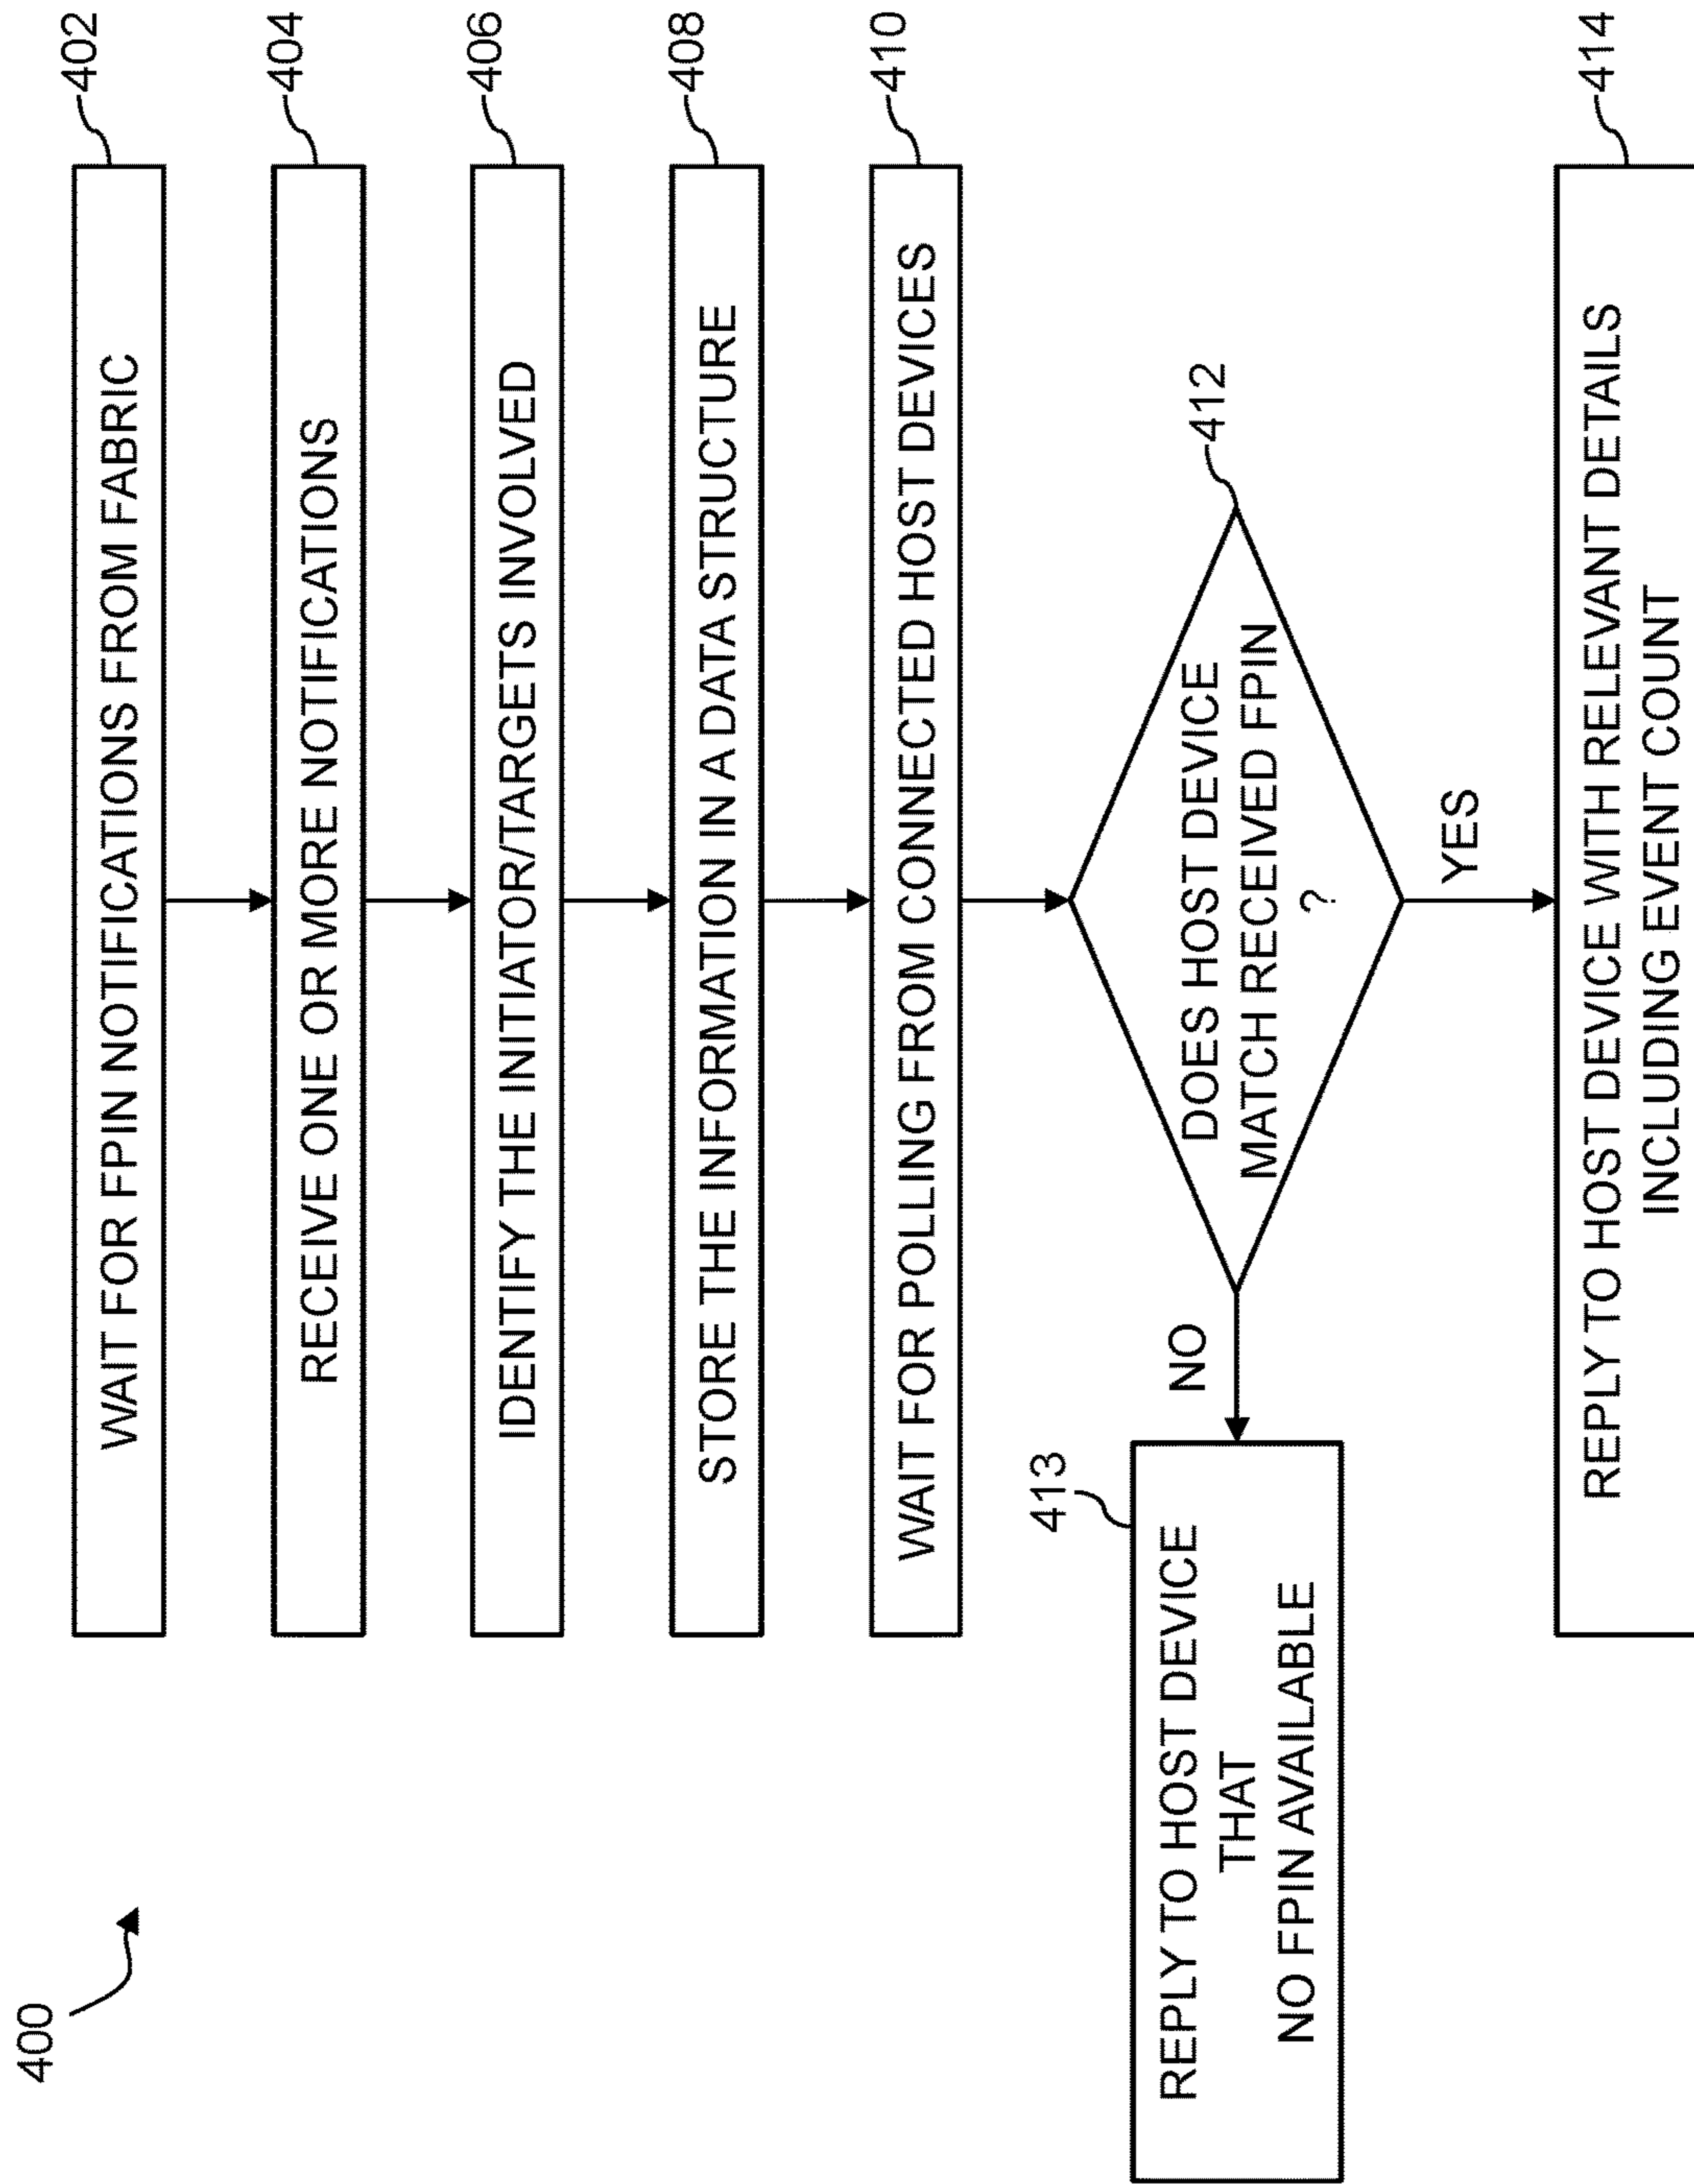 400
WAIT FOR FPIN NOTIFICATIONS FROM FABRIC
402
RECEIVE ONE OR MORE NOTIFICATIONS
404
IDENTIFY THE INITIATOR/TARGETS INVOLVED
406
STORE THE INFORMATION IN A DATA STRUCTURE
408
WAIT FOR POLLING FROM CONNECTED HOST DEVICES
410
DOES HOST DEVICE
MATCH RECEIVED FPIN
?
412
NO
413
REPLY TO HOST DEVICE
THAT
NO FPIN AVAILABLE
YES
REPLY TO HOST DEVICE WITH RELEVANT DETAILS
INCLUDING EVENT COUNT
414